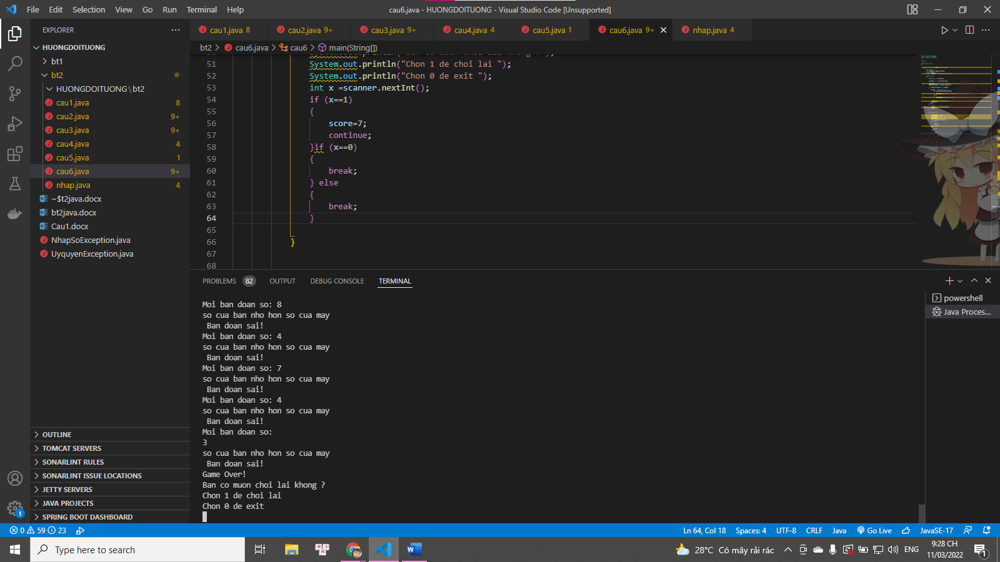 File Edit Selection View Go Run Terminal Help
cau6.java - HUONGDOITUONG - Visual Studio Code [Unsupported]
EXPLORER
HUONGDOITUONG
bt1
bt2
HUONGDOITUONG\bt2
cau1.java 8
cau2.java 9+
cau3.java 9+
cau4.java 4
cau5.java 1
cau6.java 9+
nhap.java 4
~$t2java.docx
bt2java.docx
Cau1.docx
NhapSoException.java
UyquyenException.java
OUTLINE
TOMCAT SERVERS
SONARLINT RULES
SONARLINT ISSUE LOCATIONS
JETTY SERVERS
JAVA PROJECTS
SPRING BOOT DASHBOARD
cau1.java 8 cau2.java 9+ cau3.java 9+ cau4.java 4 cau5.java 1 cau6.java 9+ nhap.java 4
bt2 > cau6.java > cau6 > main(String[])
51 System.out.println("Chon 1 de choi lai ");
52 System.out.println("Chon 0 de exit ");
53 int x =scanner.nextInt();
54 if (x==1)
55 {
56 score=7;
57 continue;
58 }if (x==0)
59 {
60 break;
61 } else
62 {
63 break;
64 }
65
66 }
67
68
PROBLEMS 82 OUTPUT DEBUG CONSOLE TERMINAL
Moi ban doan so: 8
so cua ban nho hon so cua may
Ban doan sai!
Moi ban doan so: 4
so cua ban nho hon so cua may
Ban doan sai!
Moi ban doan so: 7
so cua ban nho hon so cua may
Ban doan sai!
Moi ban doan so: 4
so cua ban nho hon so cua may
Ban doan sai!
Moi ban doan so:
3
so cua ban nho hon so cua may
Ban doan sai!
Game Over!
Ban co muon choi lai khong ?
Chon 1 de choi lai
Chon 0 de exit
powershell
Java Proces...
1
0 59 23
Ln 64, Col 18 Spaces: 4 UTF-8 CRLF Java Go Live JavaSE-17
Type here to search
28°C Có mây rải rác
ENG
9:28 CH
11/03/2022
1